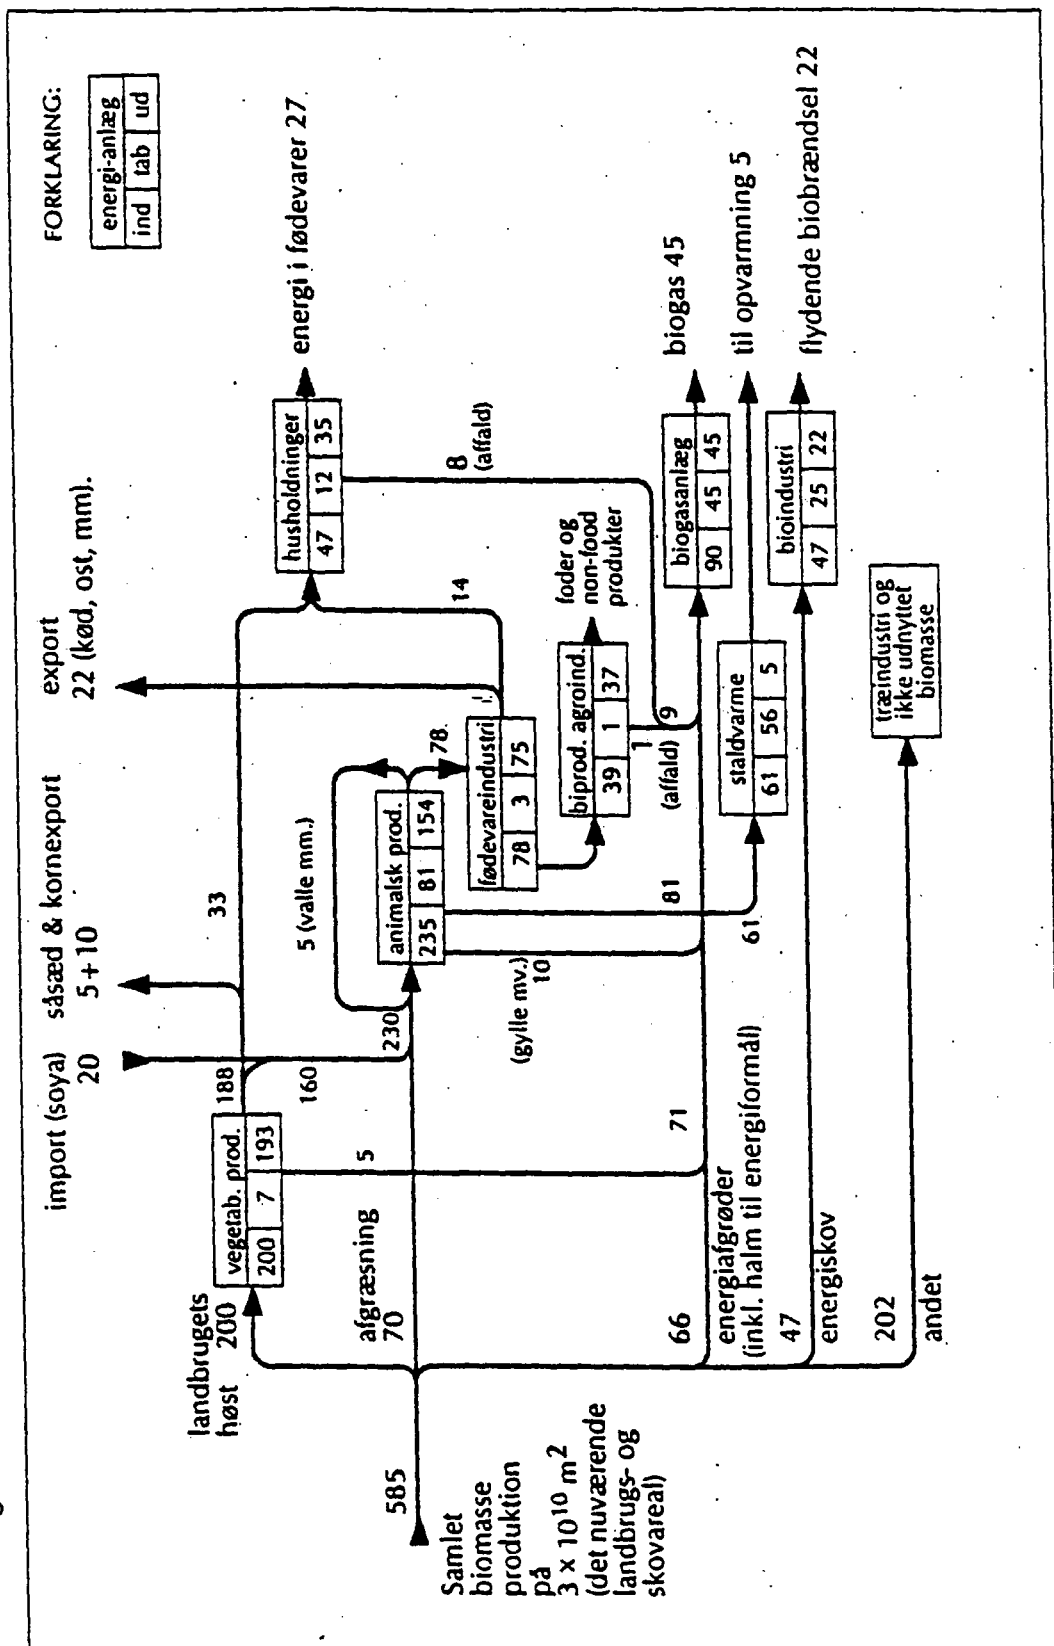 FORKLARING:
energi-anlæg
ind tab ud
import (soya)
20
såsæd & kornexport
5+10
export
22 (kød, ost, mm).
landbrugets
høst
200
vegetab. prod.
200 7 193
188
160
33
5
husholdninger
47 12 35
energi i fødevarer 27
14
8
(affald)
5 (valle mm.)
afgræsning
70
230
animalsk prod.
235 81 154
78
fødevareindustri
78 3 75
585
Samlet
biomasse
produktion
på
3 x 10¹⁰ m²
(det nuværende
landbrugs- og
skovareal)
(gylle mv.)
10
biprod. agroind.
39 1 37
foder og
non-food
produkter
1
(affald)
9
66
energiafgrøder
(inkl. halm til energiformål)
71
81
biogasanlæg
90 45 45
biogas 45
61
staldvarme
61 56 5
til opvarmning 5
47
energiskov
bioindustri
47 25 22
flydende biobrændsel 22
202
andet
træindustri og
ikke udnyttet
biomasse